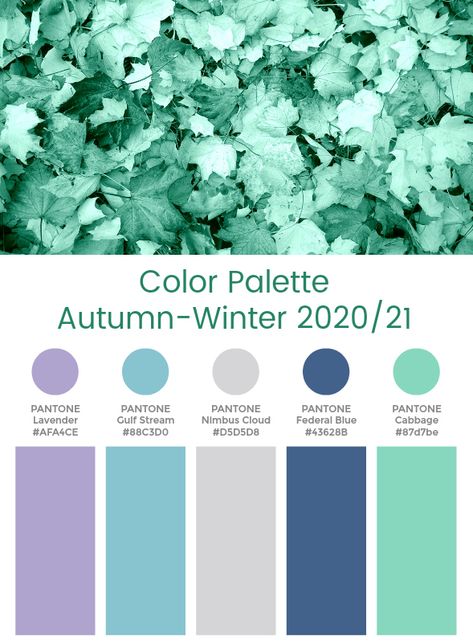 Color Palette
Autumn-Winter 2020/21
PANTONE
Lavender
#AFA4CE
PANTONE
Gulf Stream
#88C3D0
PANTONE
Nimbus Cloud
#D5D5D8
PANTONE
Federal Blue
#43628B
PANTONE
Cabbage
#87d7be